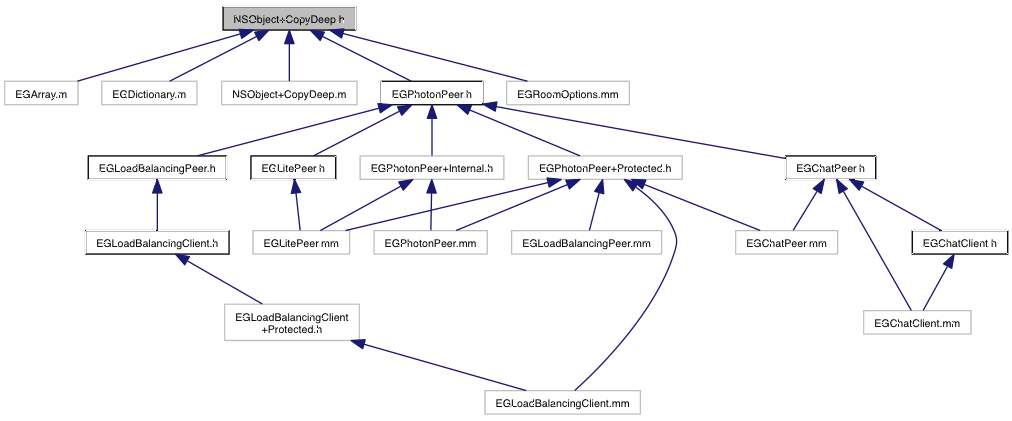 NSObject+CopyDeep.h
EGArray.m
EGDictionary.m
NSObject+CopyDeep.m
EGPhotonPeer.h
EGRoomOptions.mm
EGLoadBalancingPeer.h
EGLitePeer.h
EGPhotonPeer+Internal.h
EGPhotonPeer+Protected.h
EGChatPeer.h
EGLoadBalancingClient.h
EGLitePeer.mm
EGPhotonPeer.mm
EGLoadBalancingPeer.mm
EGChatPeer.mm
EGChatClient.h
EGLoadBalancingClient
+Protected.h
EGChatClient.mm
EGLoadBalancingClient.mm